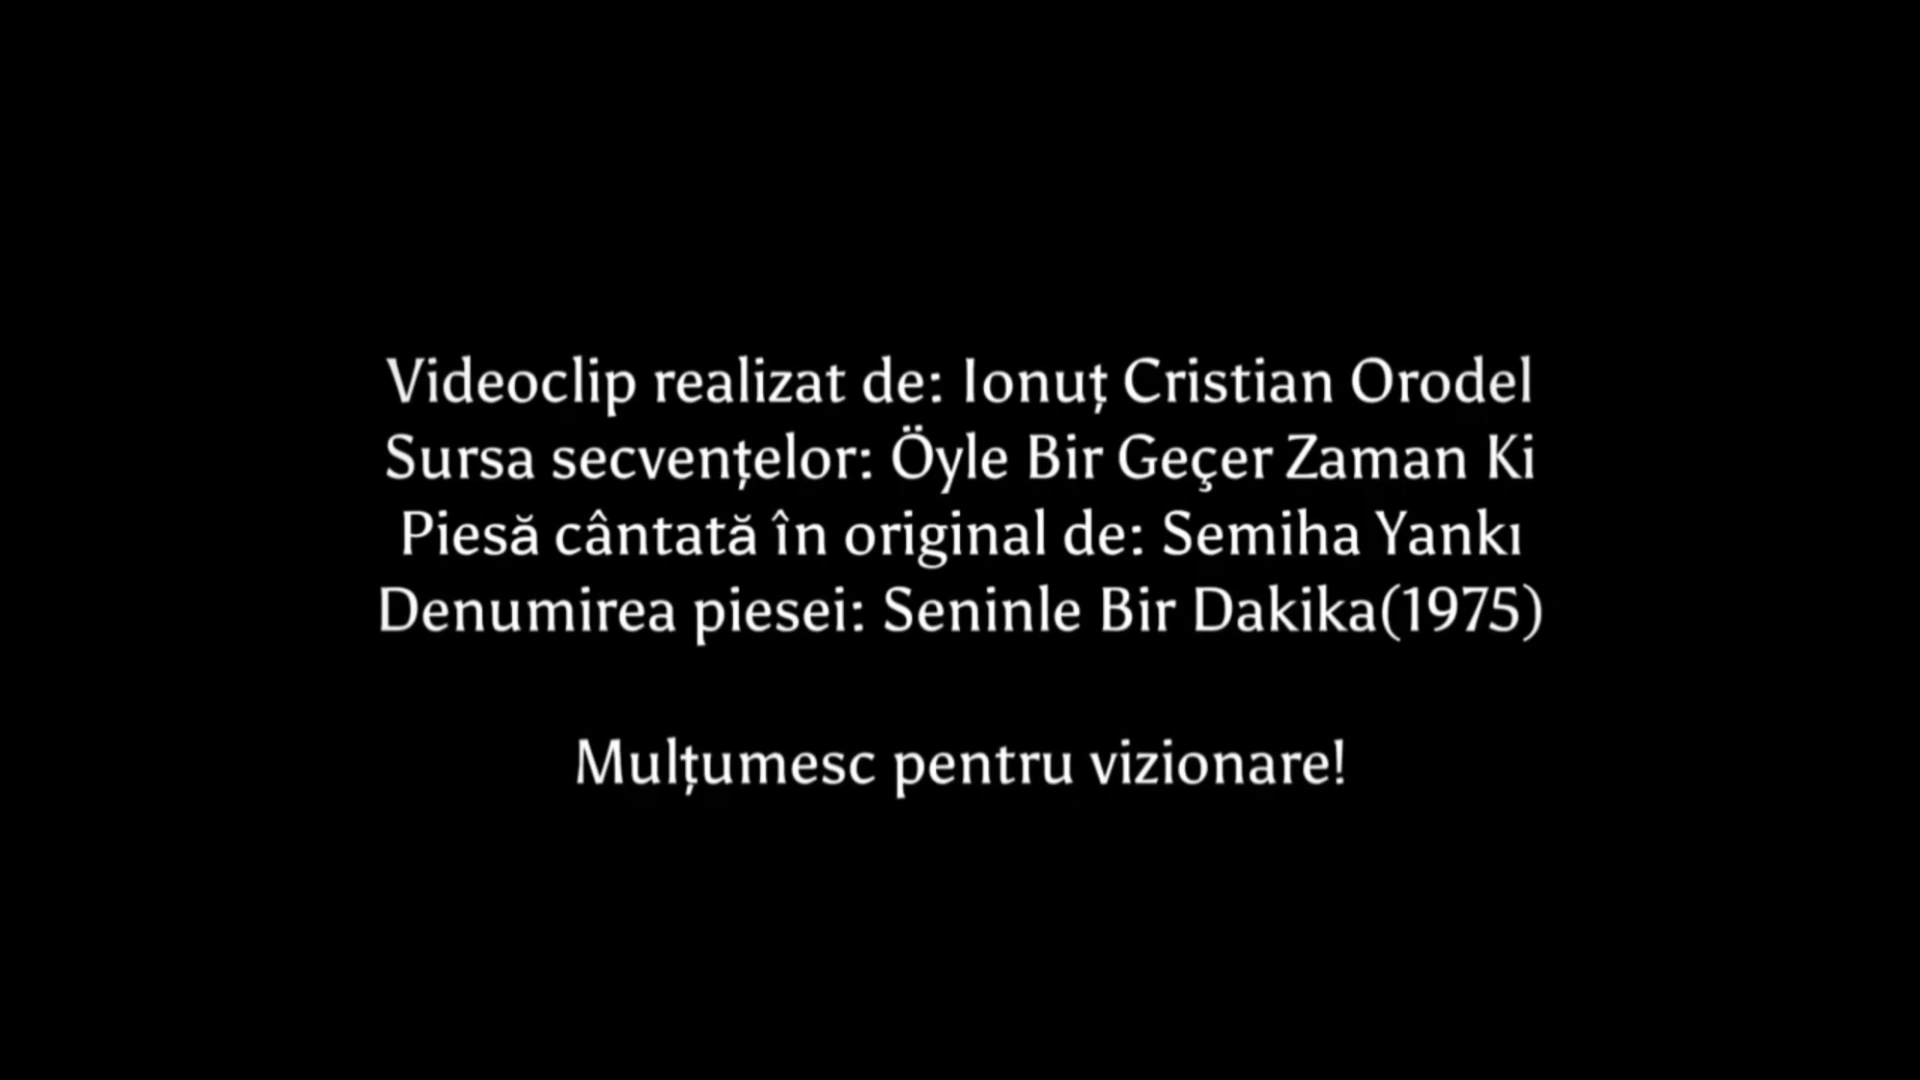 Videoclip realizat de: Ionuț Cristian Orodel
Sursa secvențelor: Öyle Bir Geçer Zaman Ki
Piesă cântată în original de: Semiha Yankı
Denumirea piesei: Seninle Bir Dakika(1975)
Mulțumesc pentru vizionare!